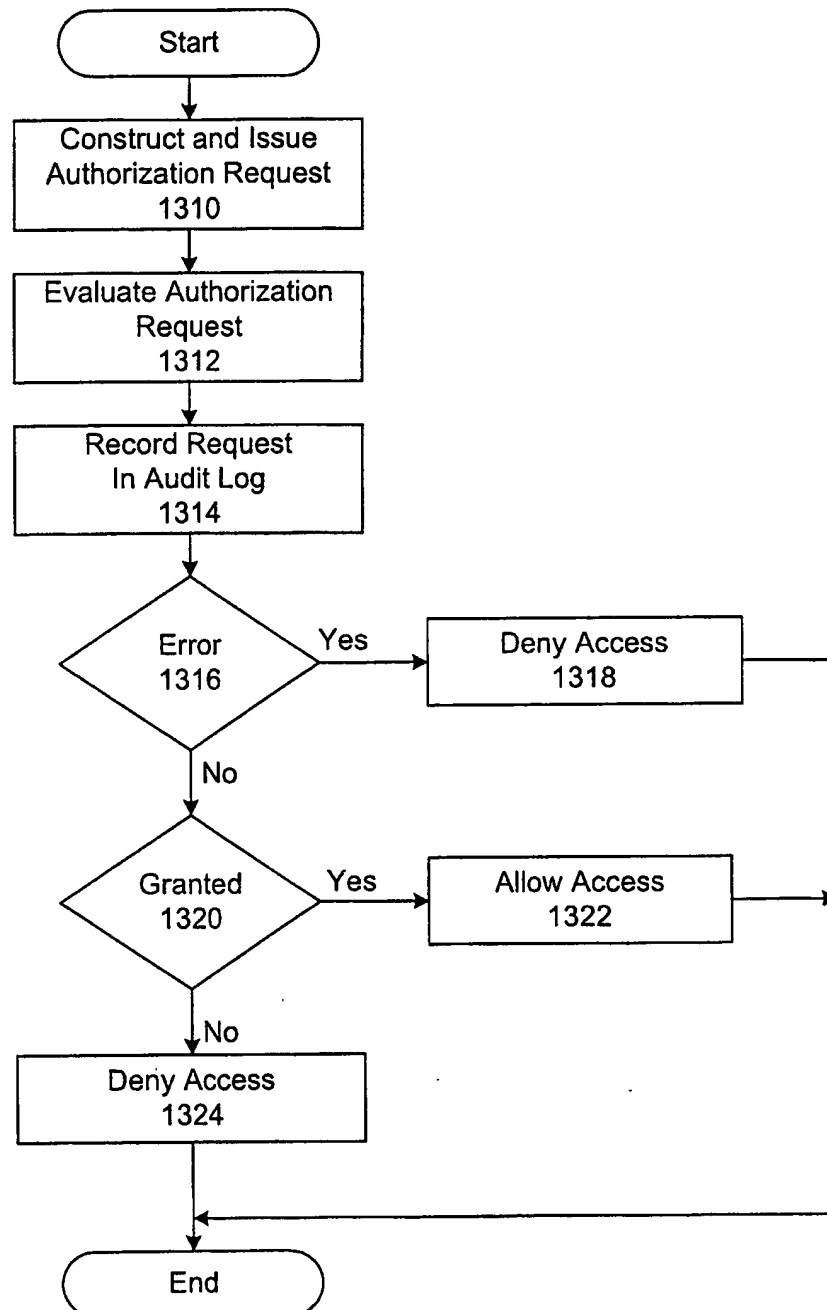 Start
Construct and Issue
Authorization Request
1310
Evaluate Authorization
Request
1312
Record Request
In Audit Log
1314
Error
1316
Yes
Deny Access
1318
No
Granted
1320
Yes
Allow Access
1322
No
Deny Access
1324
End